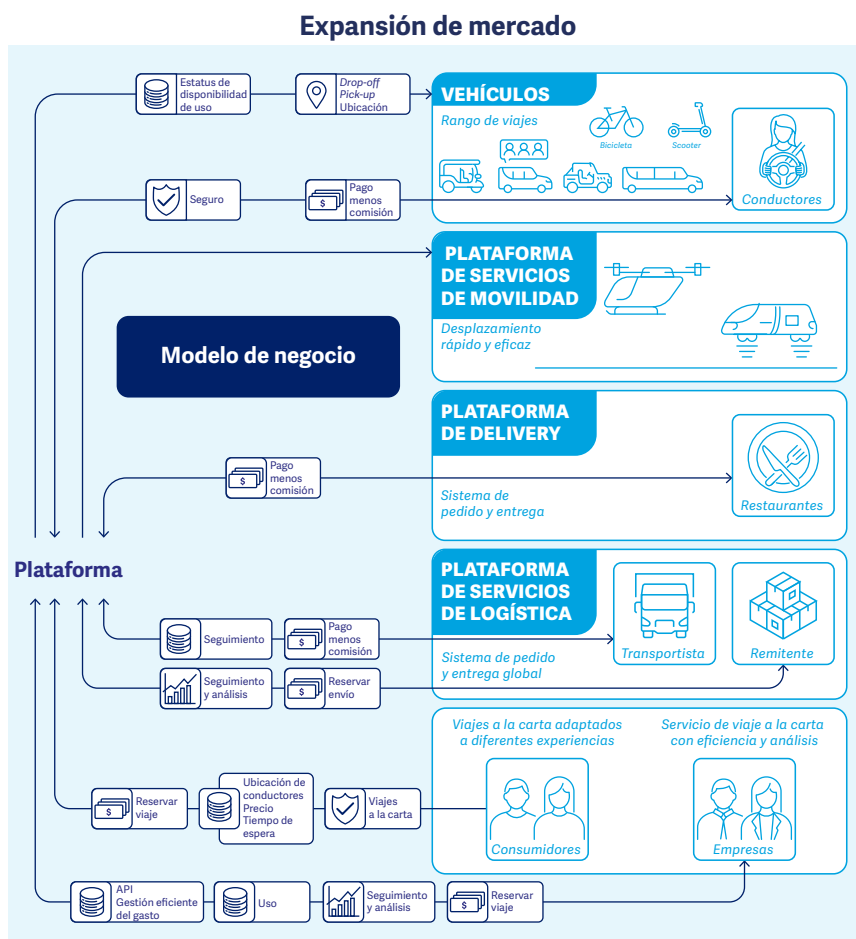 Expansión de mercado
Estatus de
disponibilidad
de uso
Drop-off
Pick-up
Ubicación
VEHÍCULOS
Rango de viajes
Bicicleta
Scooter
Conductores
Seguro
Pago
menos
comisión
$
PLATAFORMA
DE SERVICIOS
DE MOVILIDAD
Desplazamiento
rápido y eficaz
Modelo de negocio
PLATAFORMA
DE DELIVERY
Sistema de
pedido y entrega
Restaurantes
Pago
menos
comisión
$
Plataforma
PLATAFORMA
DE SERVICIOS
DE LOGÍSTICA
Sistema de pedido
y entrega global
Transportista
Remitente
Seguimiento
Pago
menos
comisión
$
Seguimiento
y análisis
Reservar
envío
$
Viajes a la carta adaptados
a diferentes experiencias
Servicio de viaje a la carta
con eficiencia y análisis
Consumidores
Empresas
Reservar
viaje
$
Ubicación de
conductores
Precio
Tiempo de
espera
Viajes
a la carta
API
Gestión eficiente
del gasto
Uso
Seguimiento
y análisis
Reservar
viaje
$